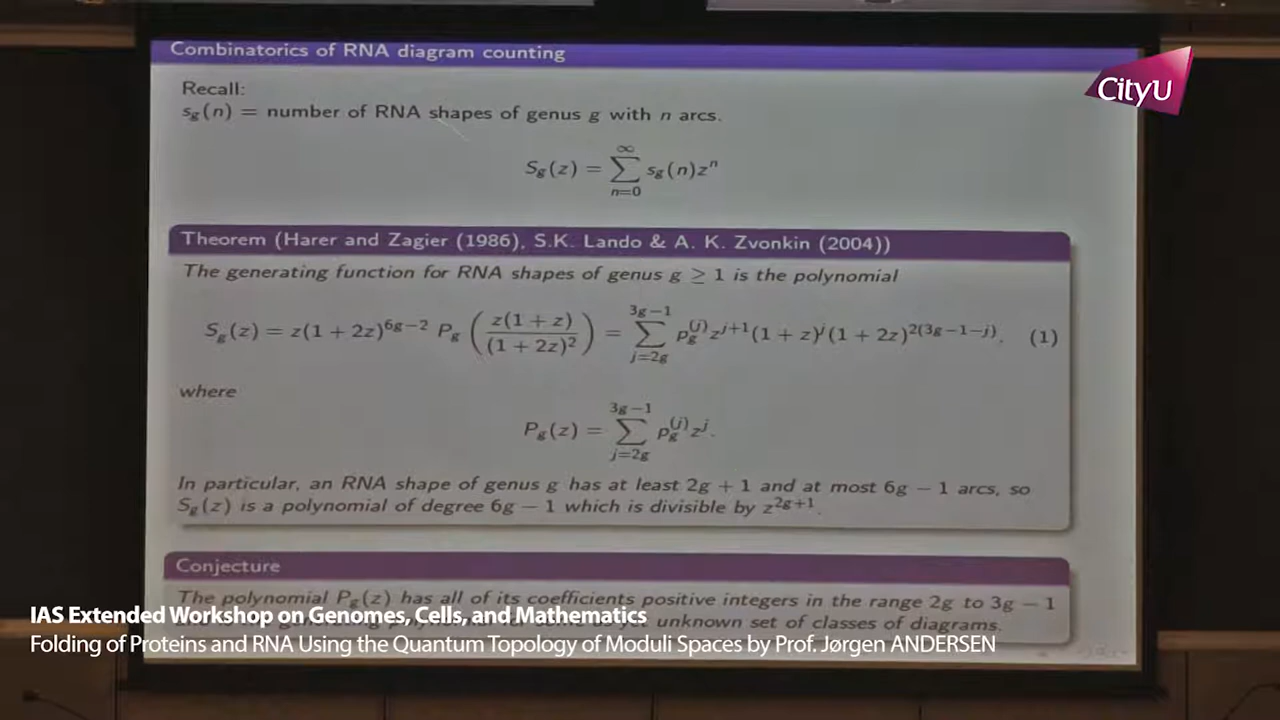 Combinatorics of RNA diagram counting
CityU
Recall:
s_g(n) = number of RNA shapes of genus g with n arcs.
S_g(z) = \sum_{n=0}^{\infty} s_g(n)z^n
Theorem (Harer and Zagier (1986), S.K. Lando & A. K. Zvonkin (2004))
The generating function for RNA shapes of genus g ≥ 1 is the polynomial
S_g(z) = z(1 + 2z)^{6g−2} P_g \left( \frac{z(1 + z)}{(1 + 2z)^2} \right) = \sum_{j=2g}^{3g−1} p_g^{(j)} z^{j+1}(1 + z)^j(1 + 2z)^{2(3g−1−j)}. (1)
where
P_g(z) = \sum_{j=2g}^{3g−1} p_g^{(j)} z^j.
In particular, an RNA shape of genus g has at least 2g + 1 and at most 6g − 1 arcs, so
S_g(z) is a polynomial of degree 6g − 1 which is divisible by z^{2g+1}.
Conjecture
The polynomial P_g(z) has all of its coefficients positive integers in the range 2g to 3g − 1
unknown set of classes of diagrams.
IAS Extended Workshop on Genomes, Cells, and Mathematics
Folding of Proteins and RNA Using the Quantum Topology of Moduli Spaces by Prof. Jørgen ANDERSEN